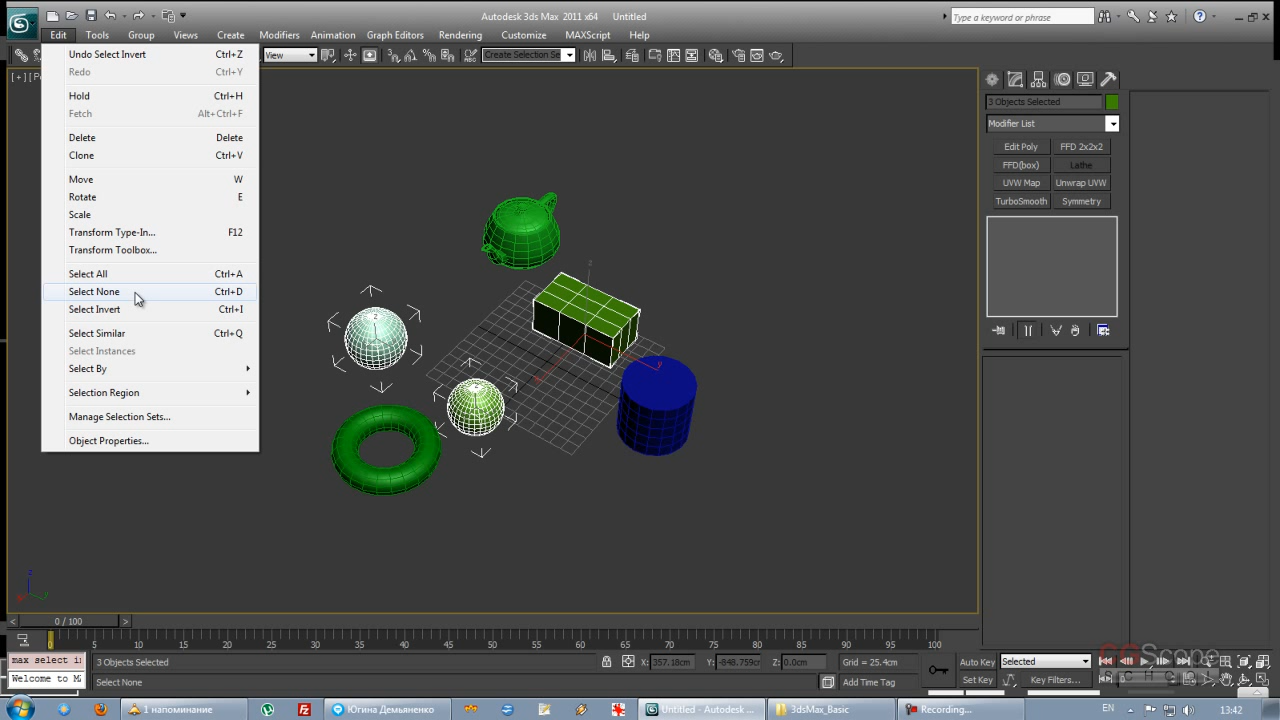 Autodesk 3ds Max 2011 x64 Untitled
Type a keyword or phrase
Edit Tools Group Views Create Modifiers Animation Graph Editors Rendering Customize MAXScript Help
View
Create Selection Se
Undo Select Invert Ctrl+Z
Redo Ctrl+Y
Hold Ctrl+H
Fetch Alt+Ctrl+F
Delete Delete
Clone Ctrl+V
Move W
Rotate E
Scale
Transform Type-In... F12
Transform Toolbox...
Select All Ctrl+A
Select None Ctrl+D
Select Invert Ctrl+I
Select Similar Ctrl+Q
Select Instances
Select By
Selection Region
Manage Selection Sets...
Object Properties...
[+]
3 Objects Selected
Modifier List
Edit Poly FFD 2x2x2
FFD(box) Lathe
UVW Map Unwrap UVW
TurboSmooth Symmetry
z
y
z
0 / 100
0 5 10 15 20 25 30 35 40 45 50 55 60 65 70 75 80 85 90 95 100
max select in
3 Objects Selected
X: 357.18cm Y: -848.759cm Z: 0.0cm Grid = 25.4cm
Auto Key Selected
Welcome to MA
Select None
Add Time Tag
Set Key Key Filters...
CGScope
1 напоминание
Югина Демьяненко
Untitled - Autodesk ...
3dsMax_Basic
Recording...
EN
13:42